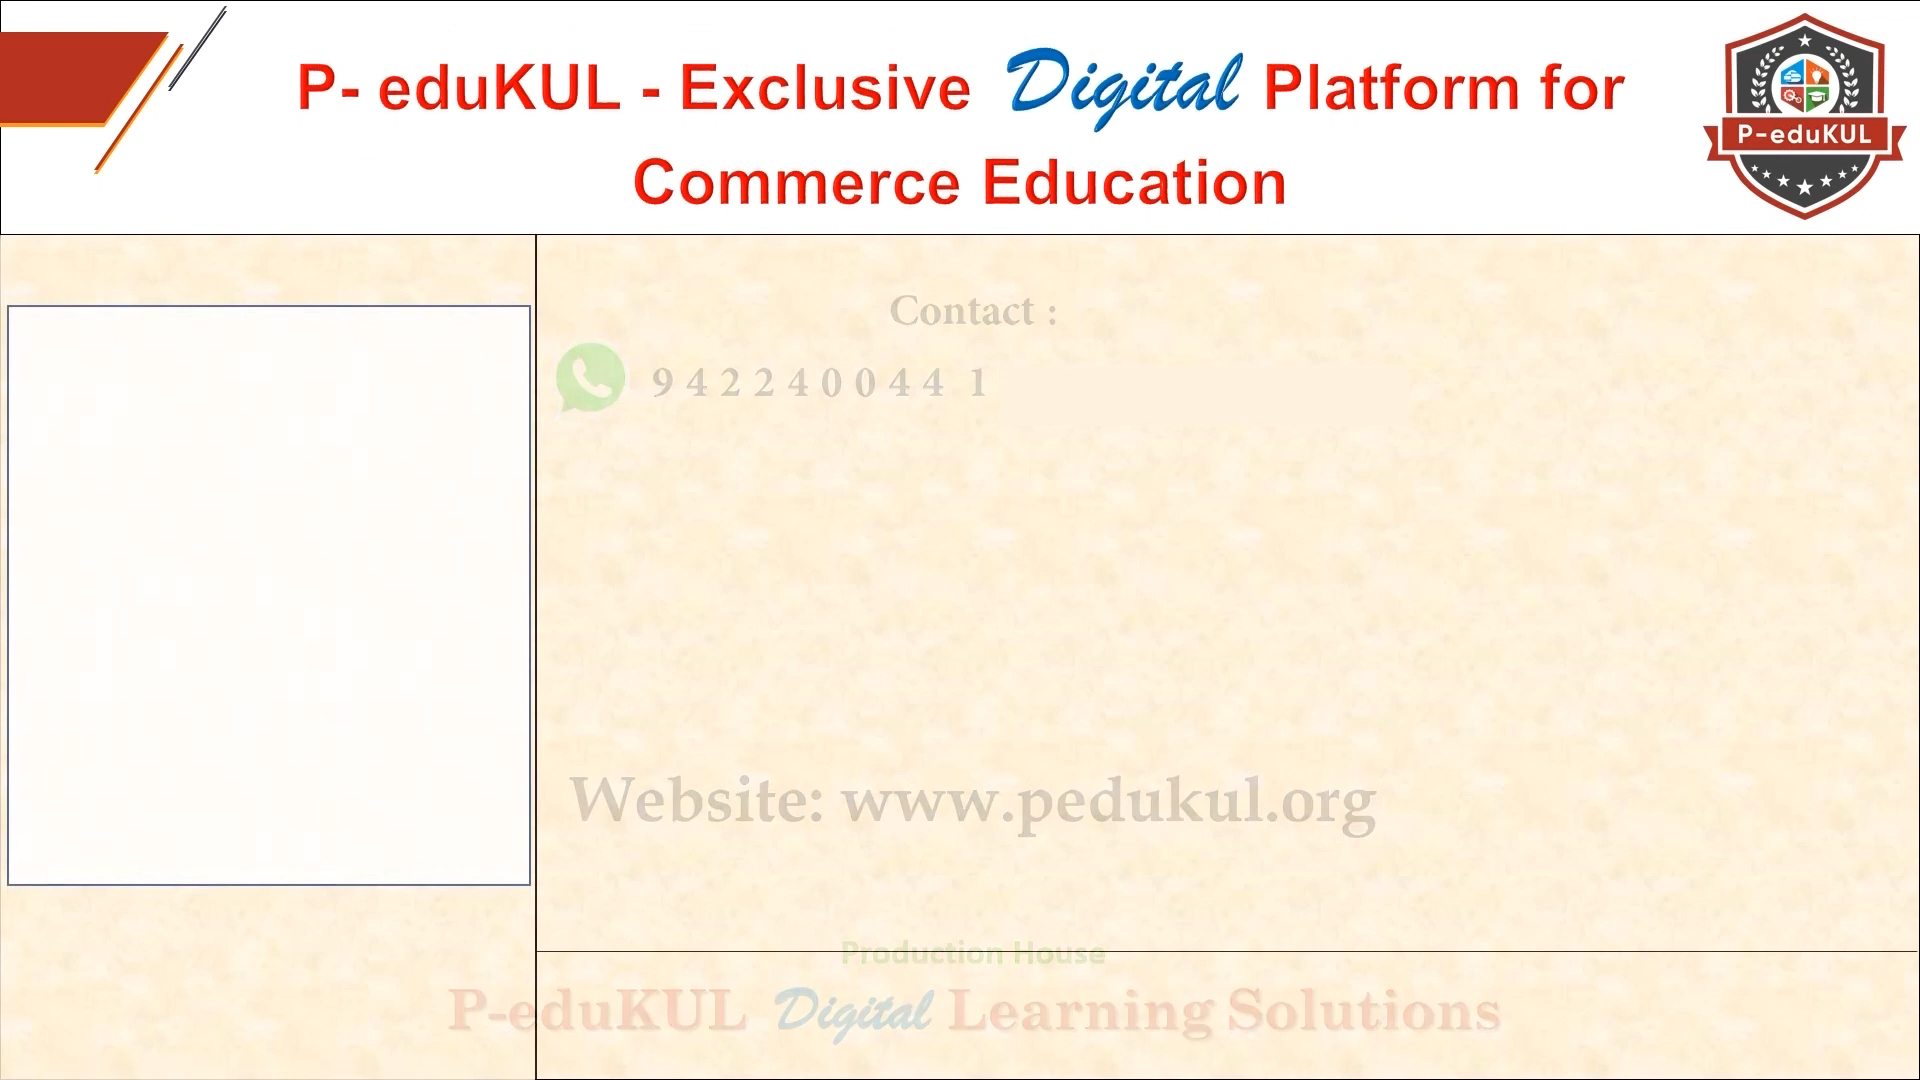 P- eduKUL - Exclusive Digital Platform for
Commerce Education
P-eduKUL
Contact :
9 4 2 2 4 0 0 4 4 1
Website: www.pedukul.org
Production House
P-eduKUL Digital Learning Solutions